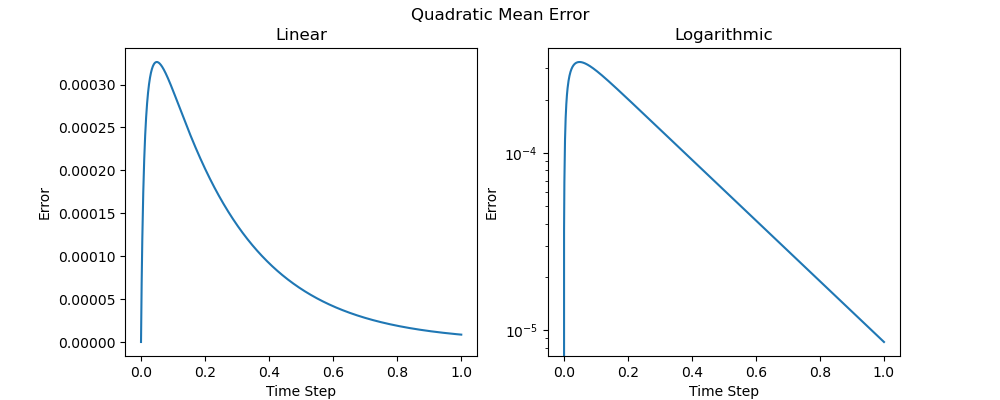 Quadratic Mean Error
Linear
0.00030
0.00025
0.00020
0.00015
0.00010
0.00005
0.00000
Error
0.0 0.2 0.4 0.6 0.8 1.0
Time Step
Logarithmic
10⁻⁴
10⁻⁵
Error
0.0 0.2 0.4 0.6 0.8 1.0
Time Step